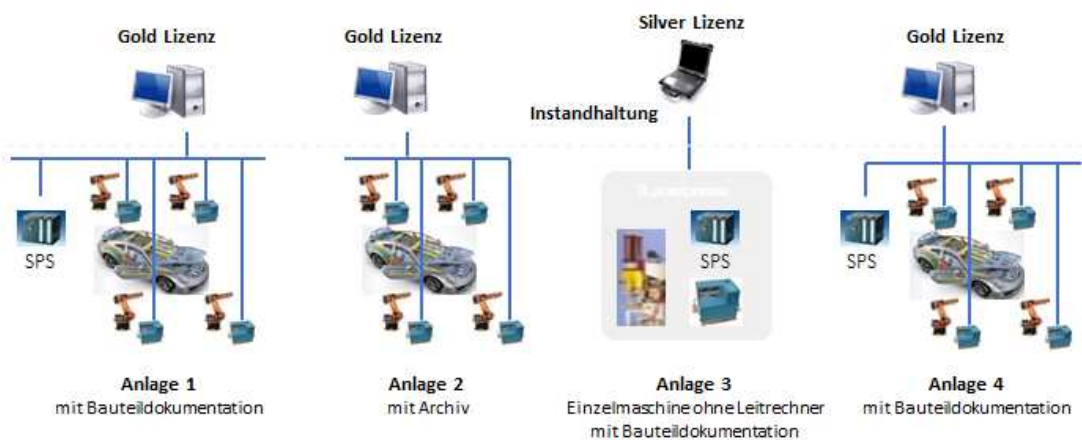 Gold Lizenz
Gold Lizenz
Silver Lizenz
Gold Lizenz
Instandhaltung
SPS
SPS
SPS
Anlage 1
mit Bauteildokumentation
Anlage 2
mit Archiv
Anlage 3
Einzelmaschine ohne Leitrechner
mit Bauteildokumentation
Anlage 4
mit Bauteildokumentation